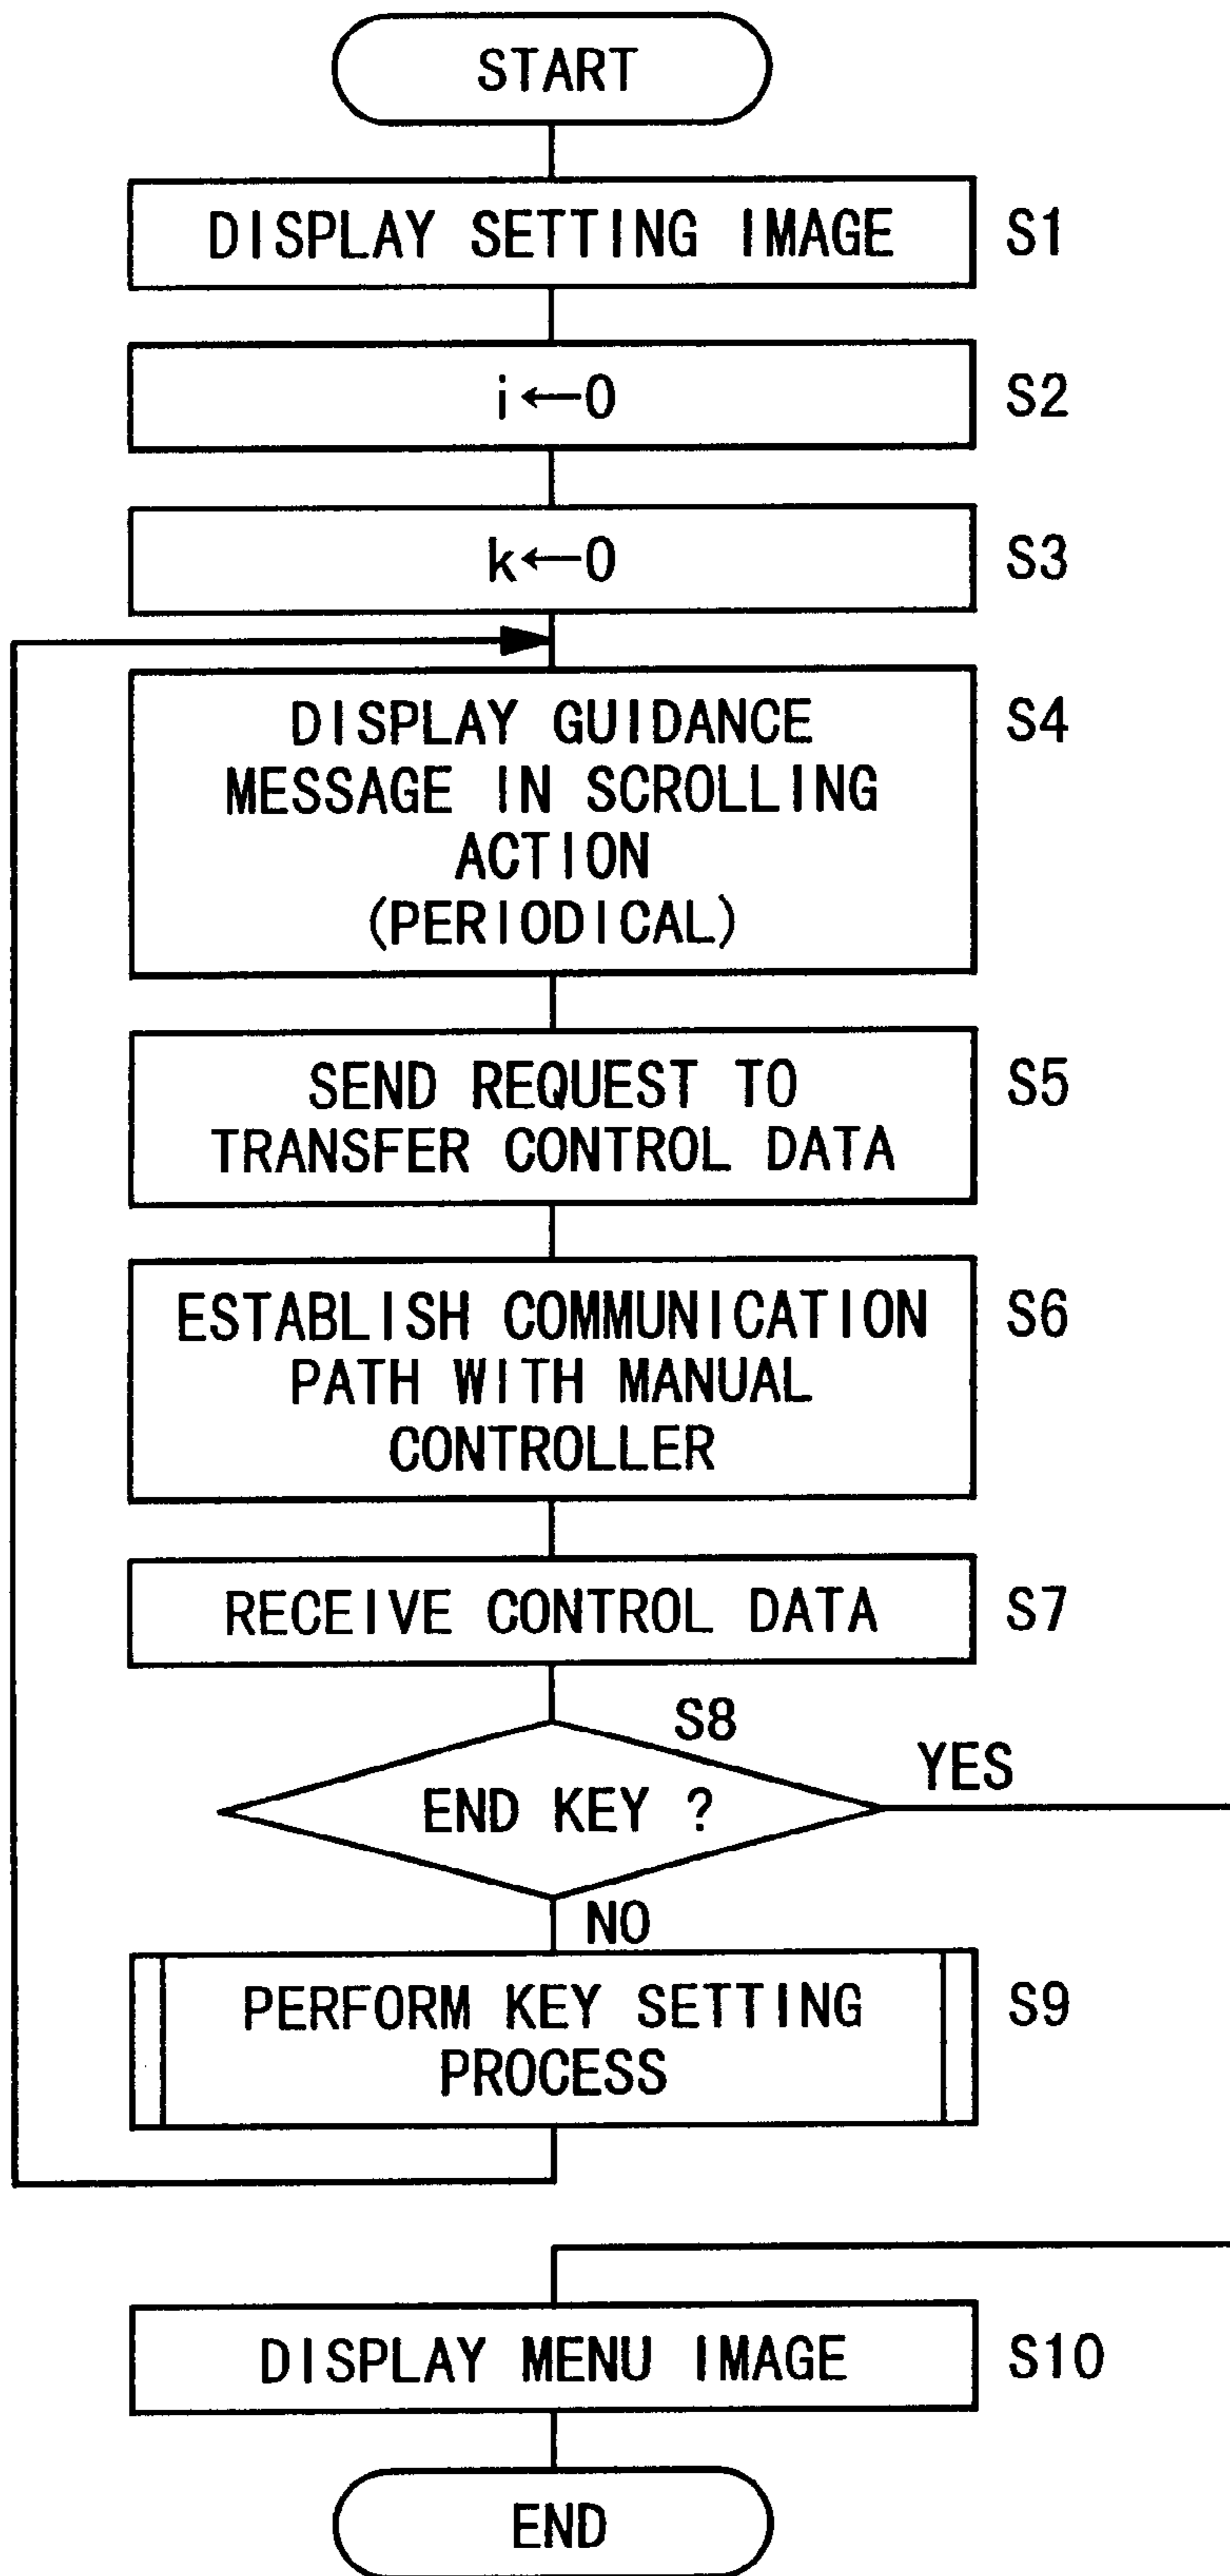 START
DISPLAY SETTING IMAGE S1
i←0 S2
k←0 S3
DISPLAY GUIDANCE S4
MESSAGE IN SCROLLING
ACTION
(PERIODICAL)
SEND REQUEST TO S5
TRANSFER CONTROL DATA
ESTABLISH COMMUNICATION S6
PATH WITH MANUAL
CONTROLLER
RECEIVE CONTROL DATA S7
S8
END KEY ? YES
NO
PERFORM KEY SETTING S9
PROCESS
DISPLAY MENU IMAGE S10
END